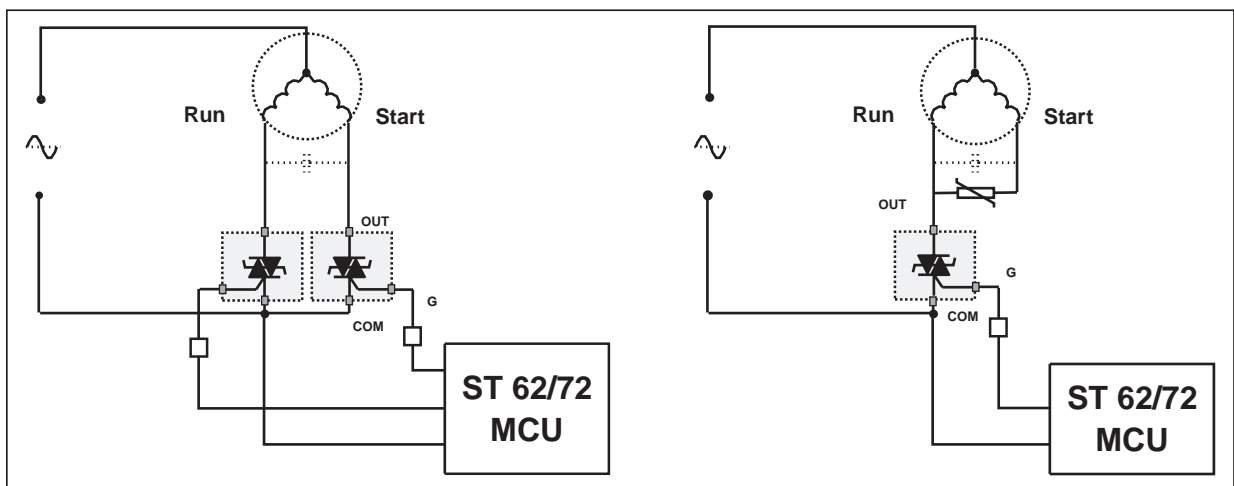 Run
Start
OUT
G
COM
ST 62/72
MCU
Run
Start
OUT
G
COM
ST 62/72
MCU